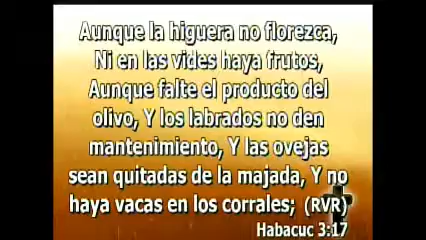 Aunque la higuera no florezca,
Ni en las vides haya frutos,
Aunque falte el producto del
olivo, Y los labrados no den
mantenimiento, Y las ovejas
sean quitadas de la majada, Y no
haya vacas en los corrales; (RVR)
Habacuc 3:17